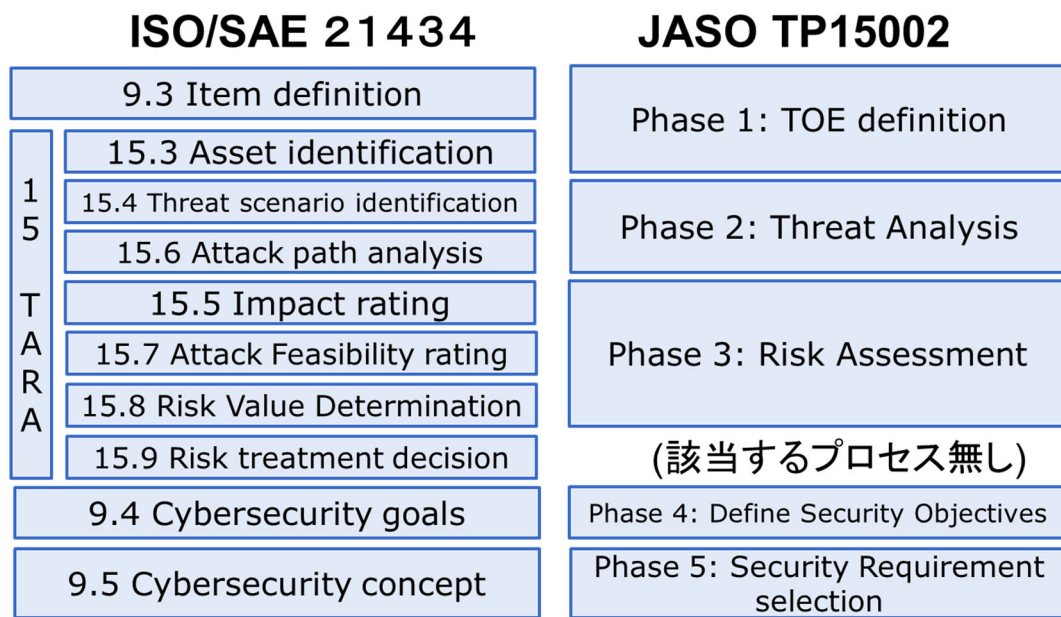 ISO/SAE ２１４３４
JASO TP15002
9.3 Item definition
15 TARA
15.3 Asset identification
15.4 Threat scenario identification
15.6 Attack path analysis
15.5 Impact rating
15.7 Attack Feasibility rating
15.8 Risk Value Determination
15.9 Risk treatment decision
9.4 Cybersecurity goals
9.5 Cybersecurity concept
Phase 1: TOE definition
Phase 2: Threat Analysis
Phase 3: Risk Assessment
(該当するプロセス無し)
Phase 4: Define Security Objectives
Phase 5: Security Requirement
selection